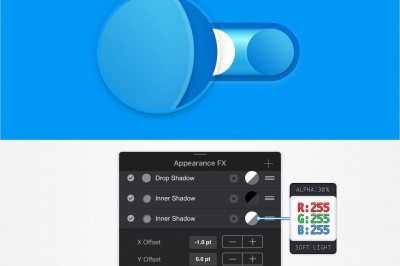 Appearance FX
Drop Shadow
Inner Shadow
Inner Shadow
X Offset
-1.0 pt
Y Offset
0.0 pt
ALPHA:30%
R:255
G:255
B:255
SOFT LIGHT